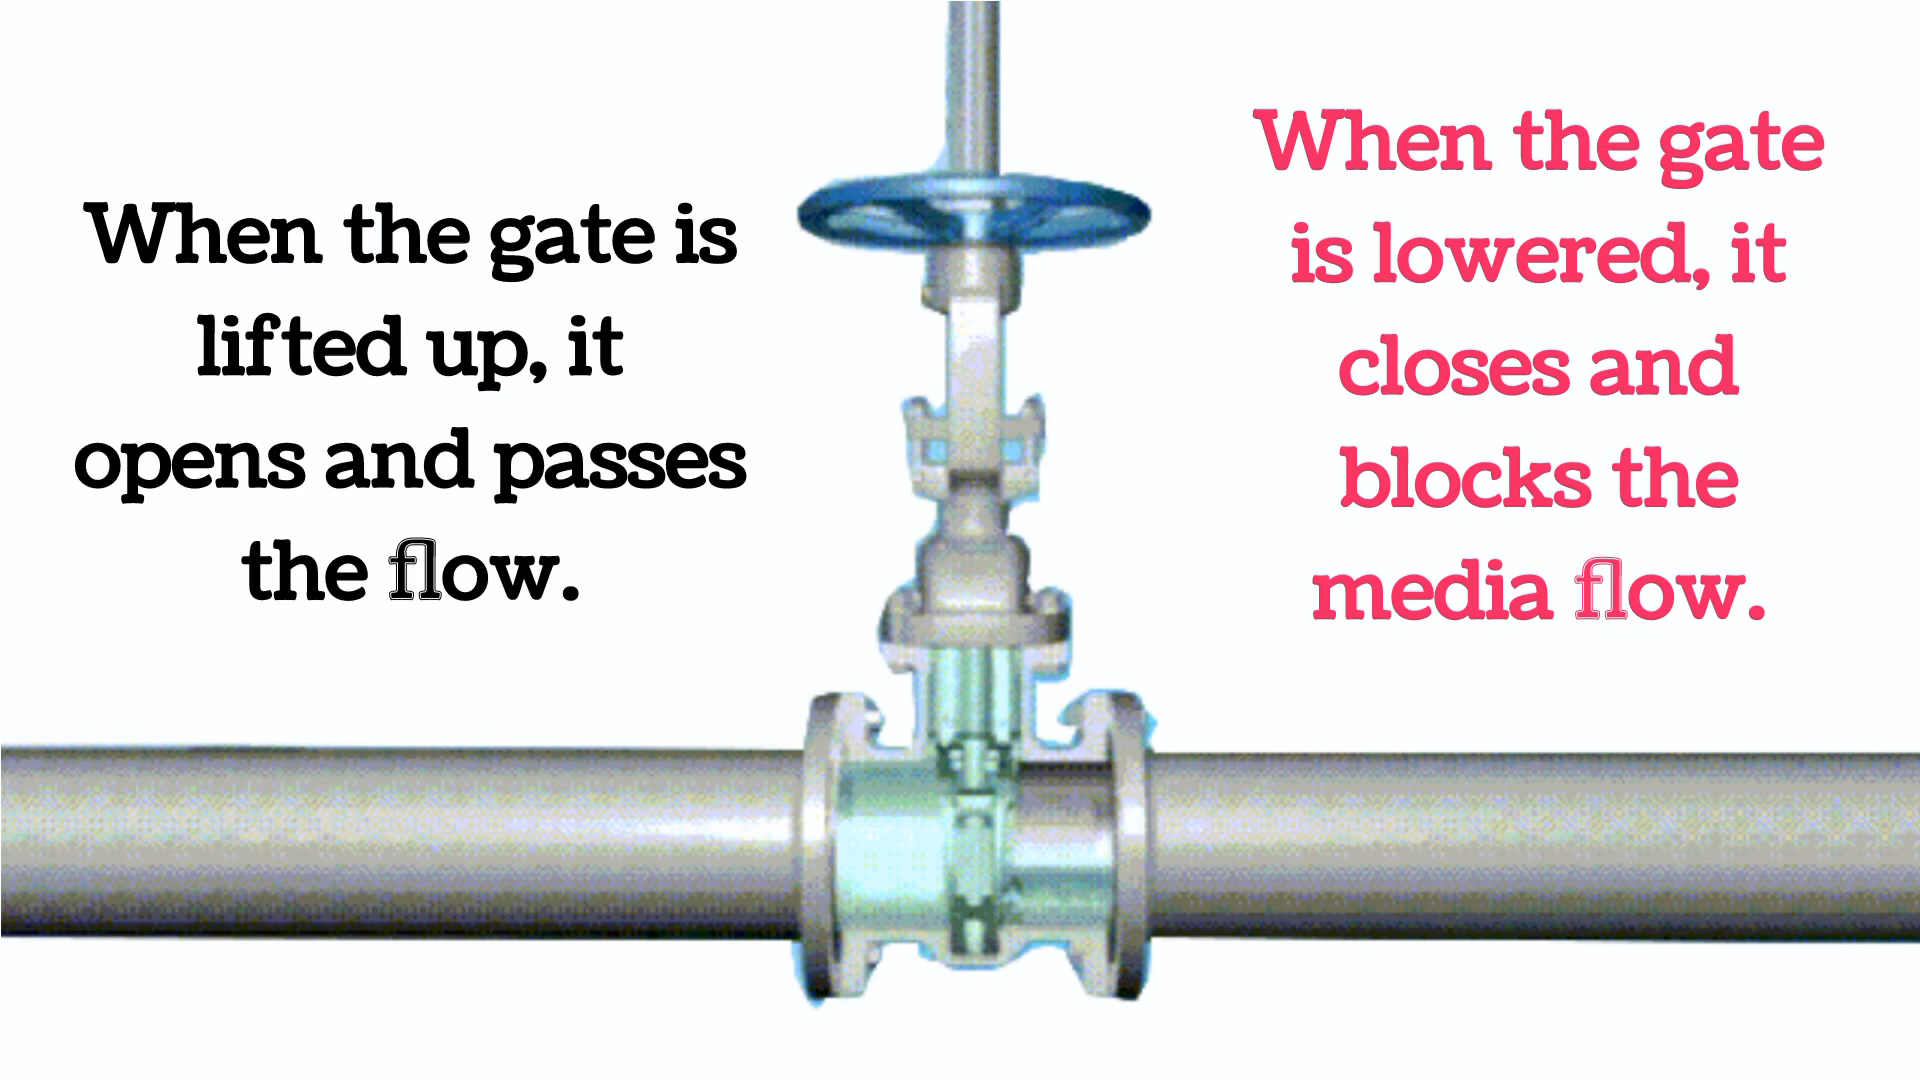 When the gate is
lifted up, it
opens and passes
the flow.
When the gate
is lowered, it
closes and
blocks the
media flow.